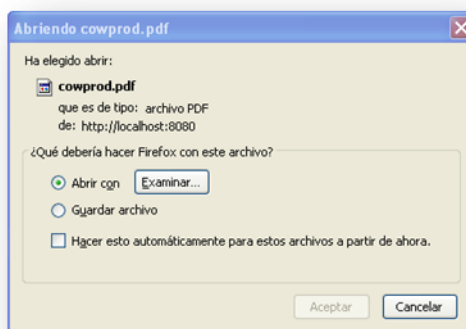 Abriendo cowprod.pdf
Ha elegido abrir:
cowprod.pdf
que es de tipo: archivo PDF
de: http://localhost:8080
¿Qué debería hacer Firefox con este archivo?
Abrir con Examinar...
Guardar archivo
Hacer esto automáticamente para estos archivos a partir de ahora.
Aceptar Cancelar